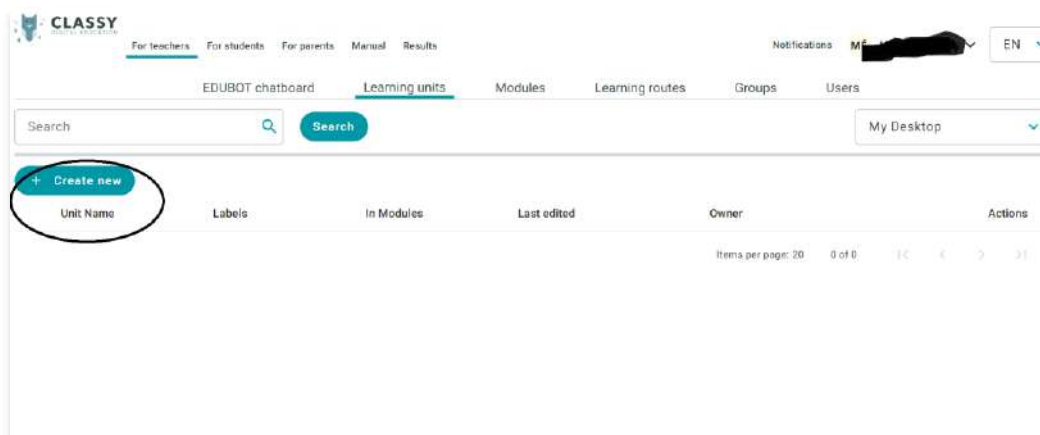 CLASSY
DIGITAL EDUCATION
For teachers For students For parents Manual Results Notifications EN
EDUBOT chatboard Learning units Modules Learning routes Groups Users
Search Search My Desktop
+ Create new
Unit Name Labels In Modules Last edited Owner Actions
Items per page: 20 0 of 0